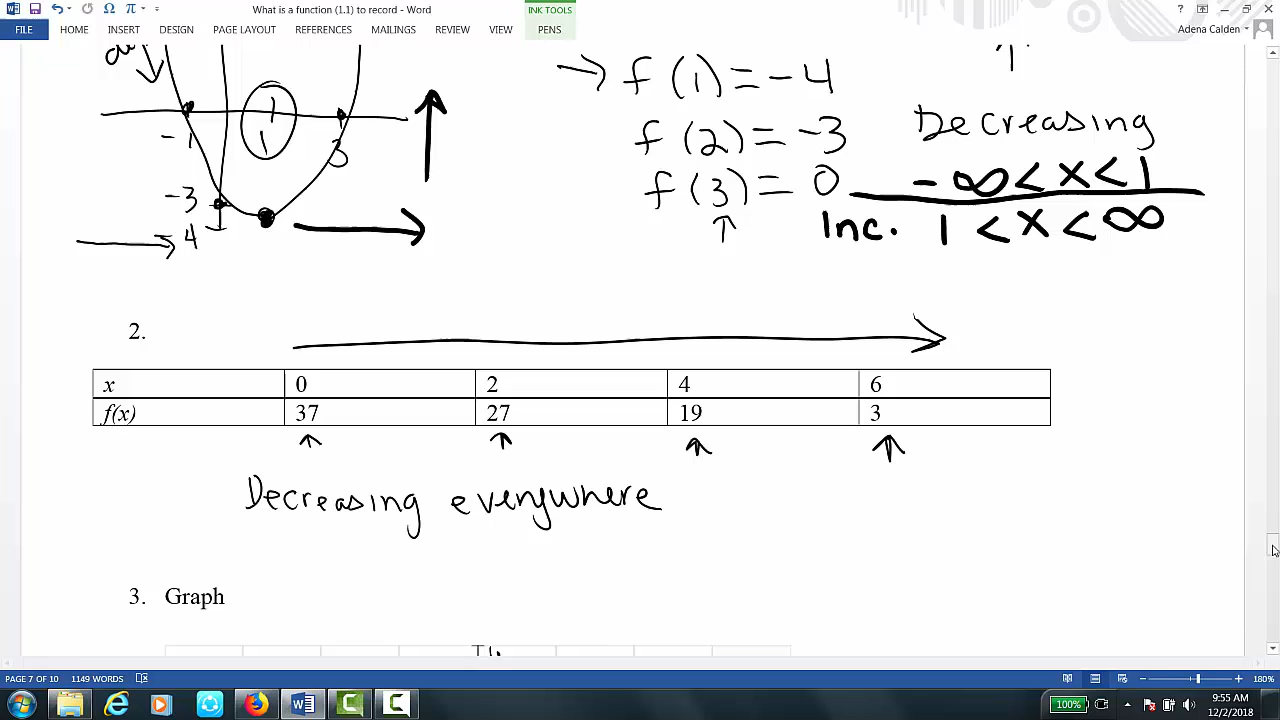 What is a function (1.1) to record - Word
INK TOOLS
FILE HOME INSERT DESIGN PAGE LAYOUT REFERENCES MAILINGS REVIEW VIEW PENS
Adena Calden
→ f (1) = -4
f (2) = -3
f (3) = 0
Decreasing
-∞ < x < 1
Inc. 1 < x < ∞
1
-1 1 3
-3
4
2.
x 0 2 4 6
f(x) 37 27 19 3
Decreasing everywhere
3. Graph
PAGE 7 OF 10 1149 WORDS
180%
100%
9:55 AM
12/2/2018